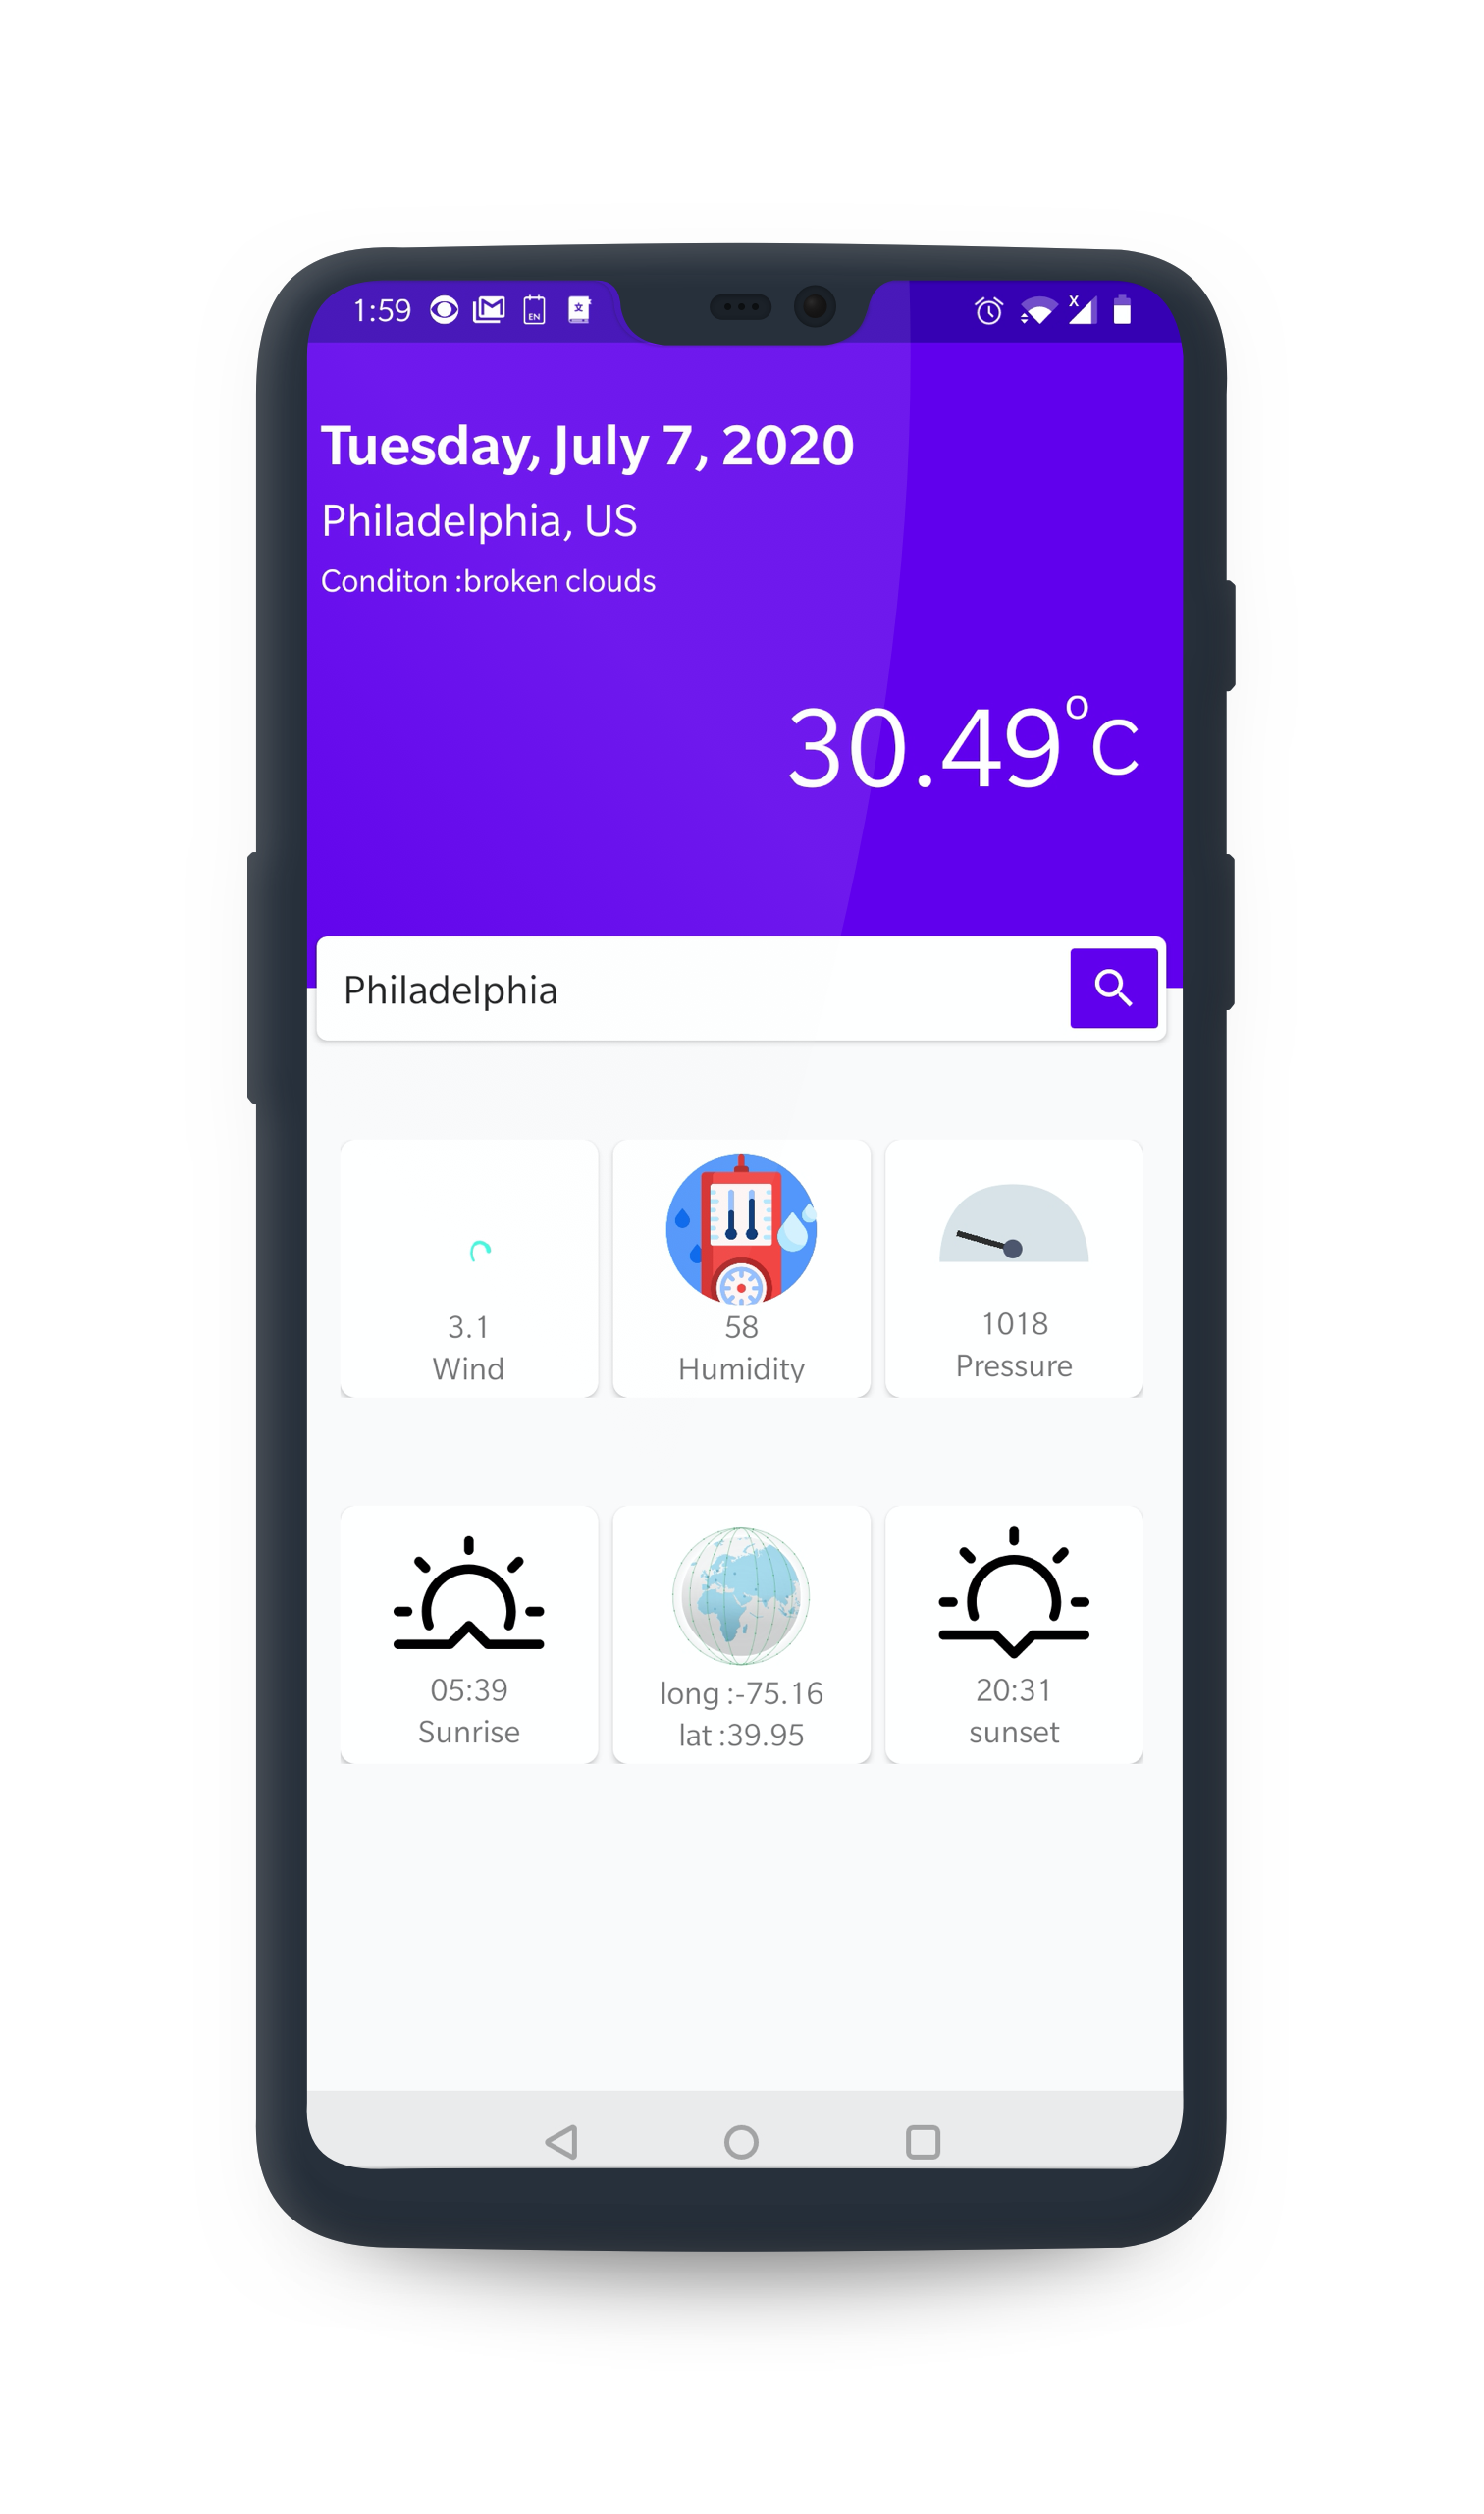 1:59
EN
X
Tuesday, July 7, 2020
Philadelphia, US
Conditon :broken clouds
30.49°C
Philadelphia
3.1
Wind
58
Humidity
1018
Pressure
05:39
Sunrise
long :-75.16
lat :39.95
20:31
sunset